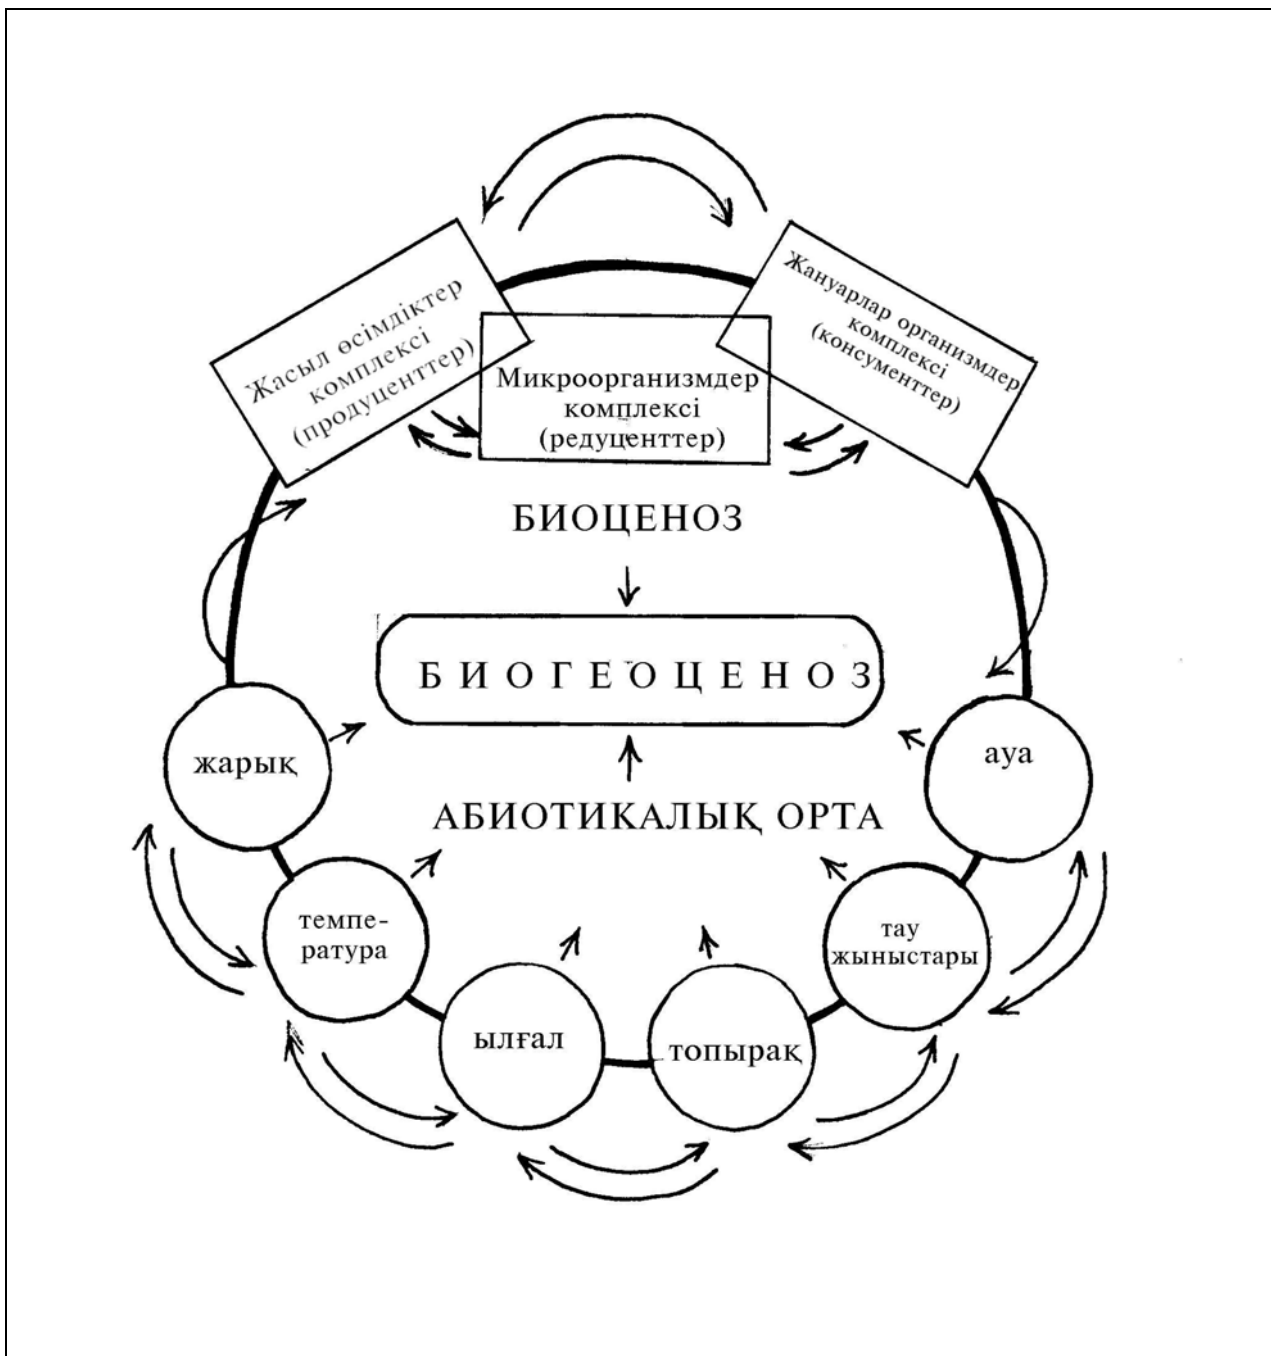 Жасыл өсімдіктер
комплексі
(продуценттер)
Микроорганизмдер
комплексі
(редуценттер)
Жануарлар организмдер
комплексі
(консументтер)
БИОЦЕНОЗ
БИОГЕОЦЕНОЗ
жарық
ауа
АБИОТИКАЛЫҚ ОРТА
темпе-
ратура
тау
жыныстары
ылғал
топырақ